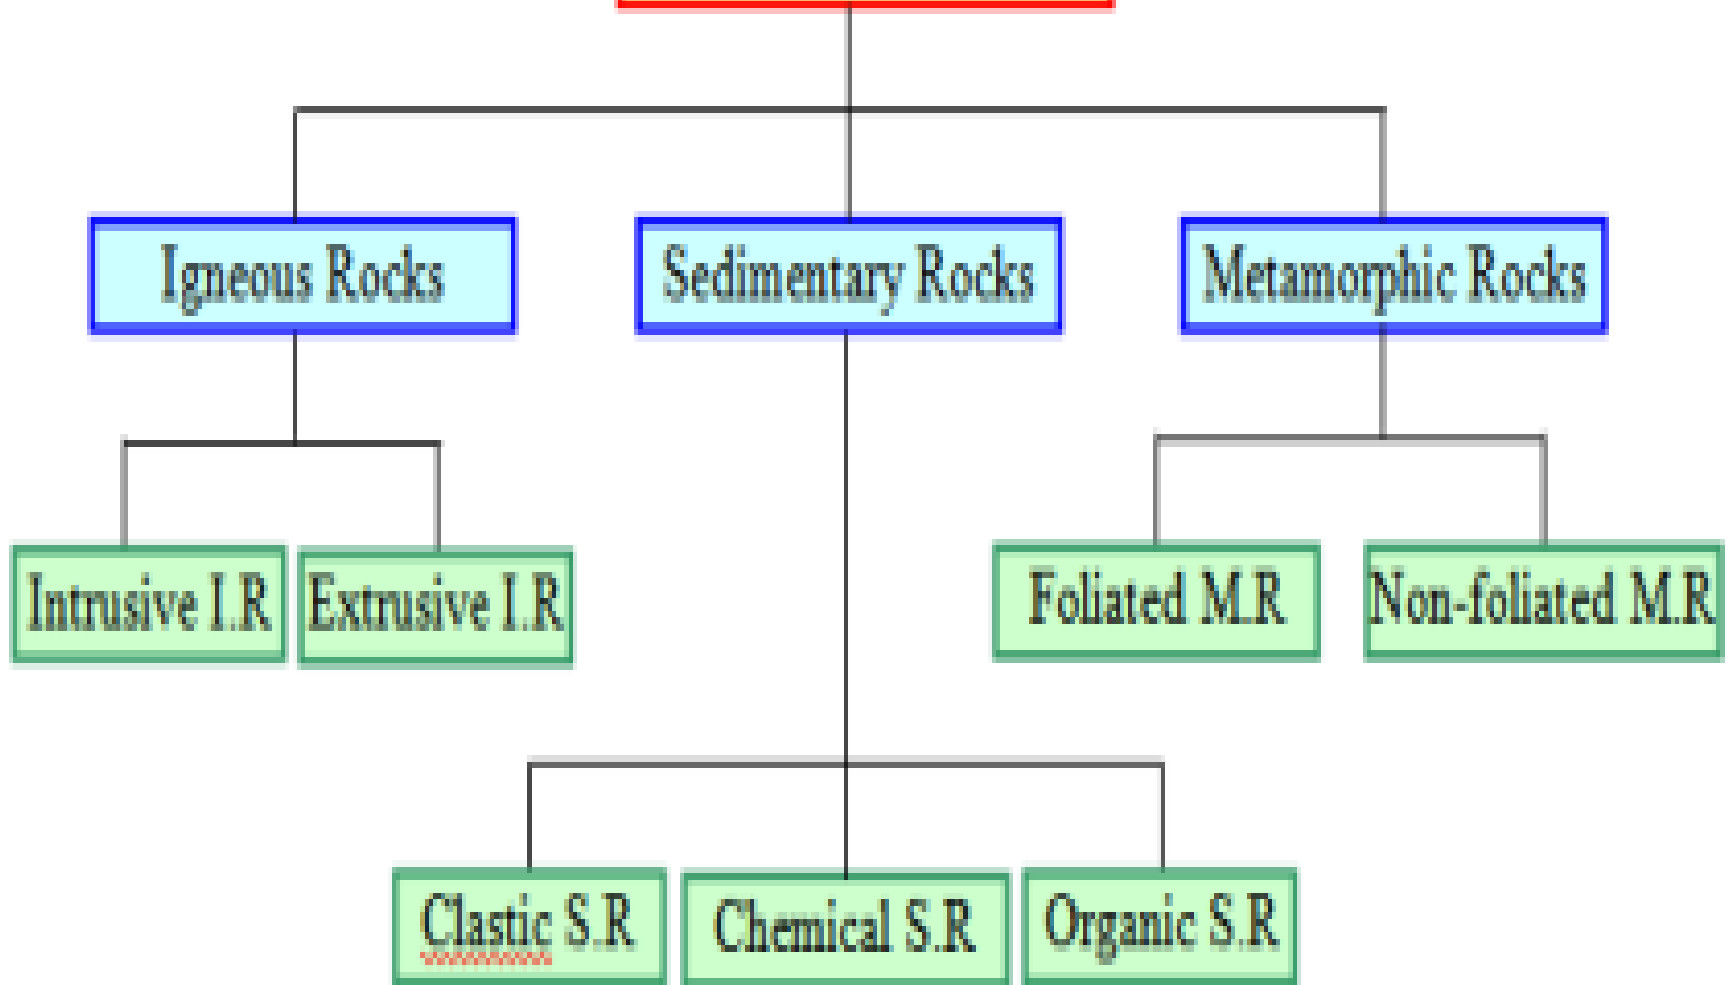 Igneous Rocks
Sedimentary Rocks
Metamorphic Rocks
Intrusive I.R
Extrusive I.R
Foliated M.R
Non-foliated M.R
Clastic S.R
Chemical S.R
Organic S.R